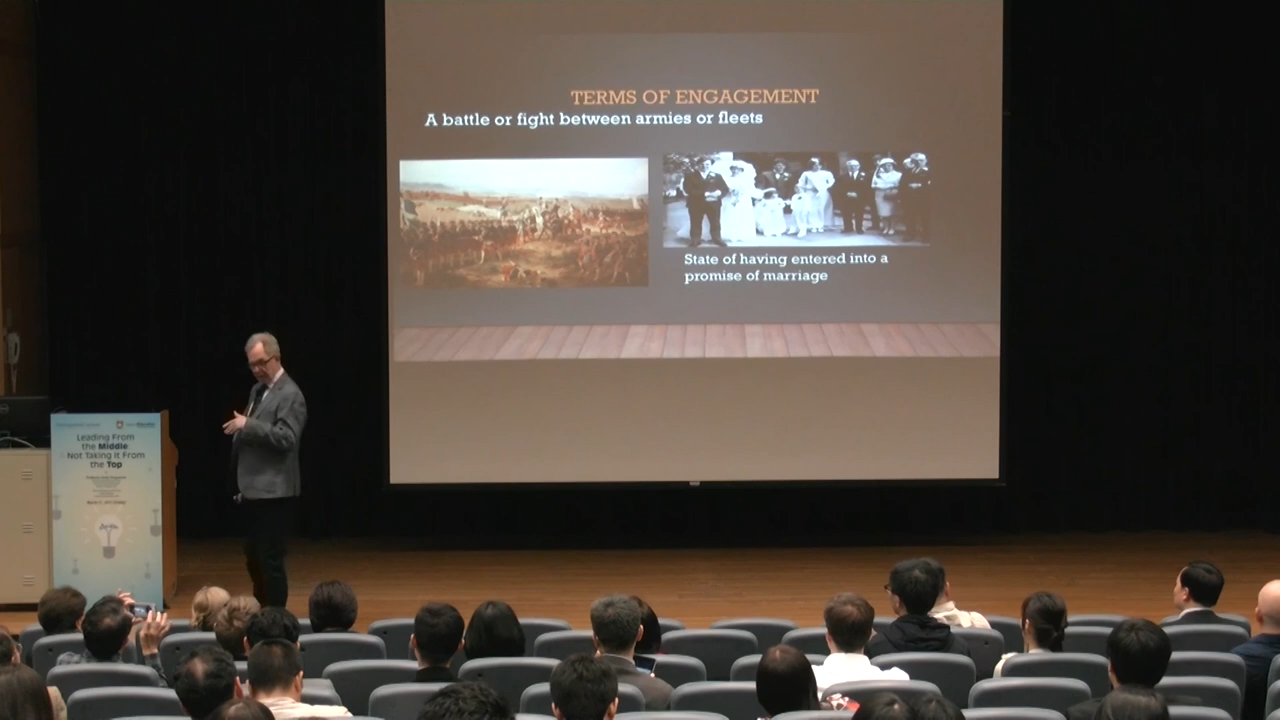 TERMS OF ENGAGEMENT
A battle or fight between armies or fleets
State of having entered into a
promise of marriage
Leading From
the Middle:
Not Taking it From
the Top